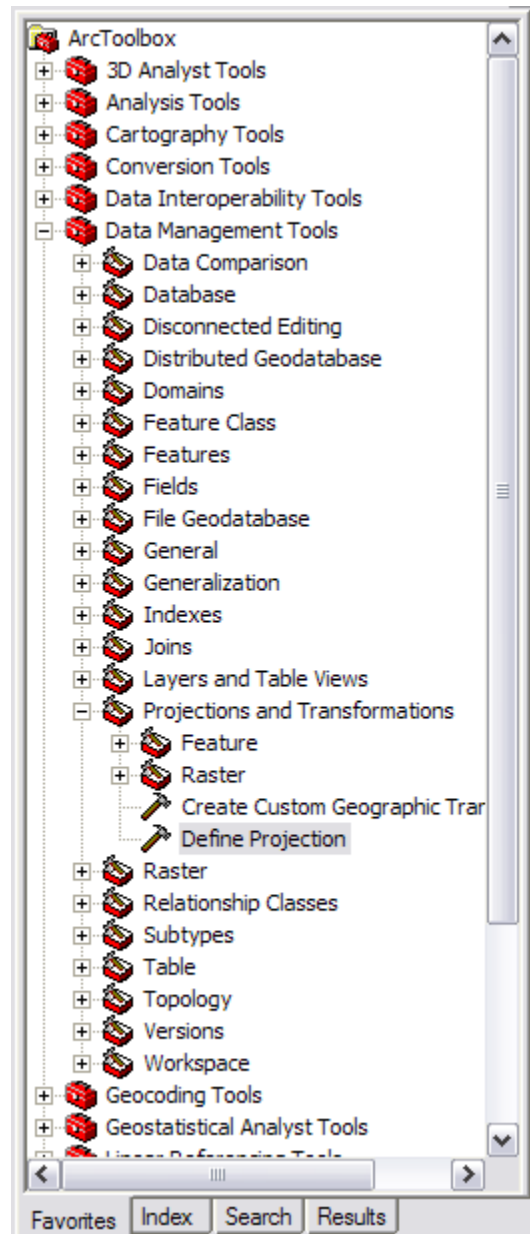 ArcToolbox
3D Analyst Tools
Analysis Tools
Cartography Tools
Conversion Tools
Data Interoperability Tools
Data Management Tools
Data Comparison
Database
Disconnected Editing
Distributed Geodatabase
Domains
Feature Class
Features
Fields
File Geodatabase
General
Generalization
Indexes
Joins
Layers and Table Views
Projections and Transformations
Feature
Raster
Create Custom Geographic Trar
Define Projection
Raster
Relationship Classes
Subtypes
Table
Topology
Versions
Workspace
Geocoding Tools
Geostatistical Analyst Tools
Linear Referencing Tools
Favorites Index Search Results